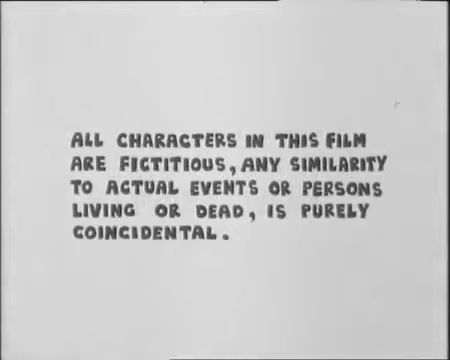 ALL CHARACTERS IN THIS FILM
ARE FICTITIOUS, ANY SIMILARITY
TO ACTUAL EVENTS OR PERSONS
LIVING OR DEAD, IS PURELY
COINCIDENTAL.